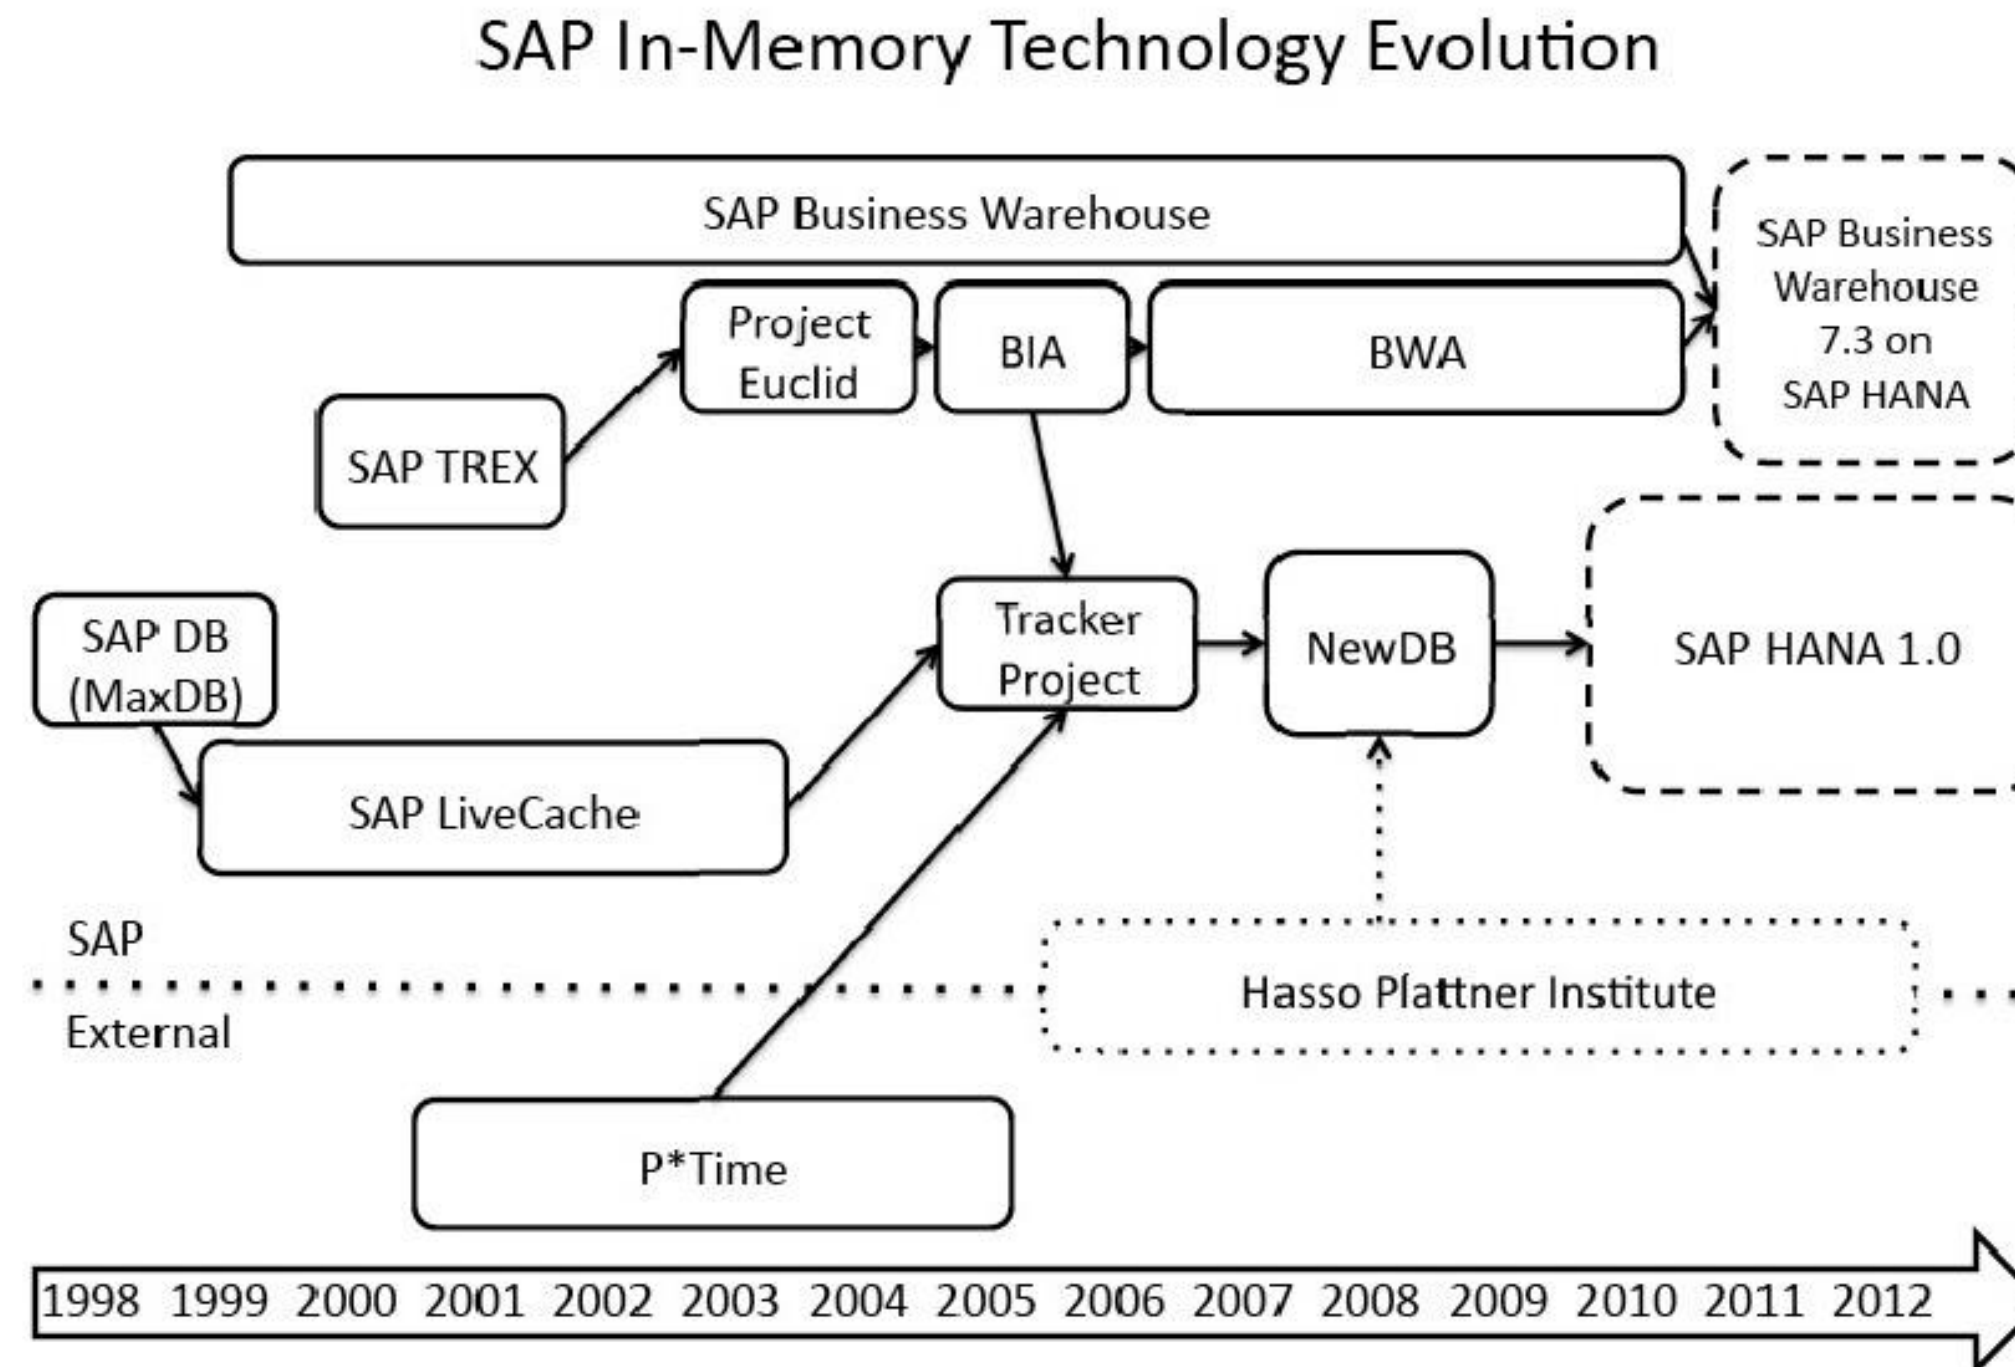 SAP In-Memory Technology Evolution
SAP Business Warehouse
SAP Business
Warehouse
7.3 on
SAP HANA
Project
Euclid
BIA
BWA
SAP TREX
SAP DB
(MaxDB)
Tracker
Project
NewDB
SAP HANA 1.0
SAP LiveCache
SAP
External
Hasso Plattner Institute
P*Time
1998 1999 2000 2001 2002 2003 2004 2005 2006 2007 2008 2009 2010 2011 2012